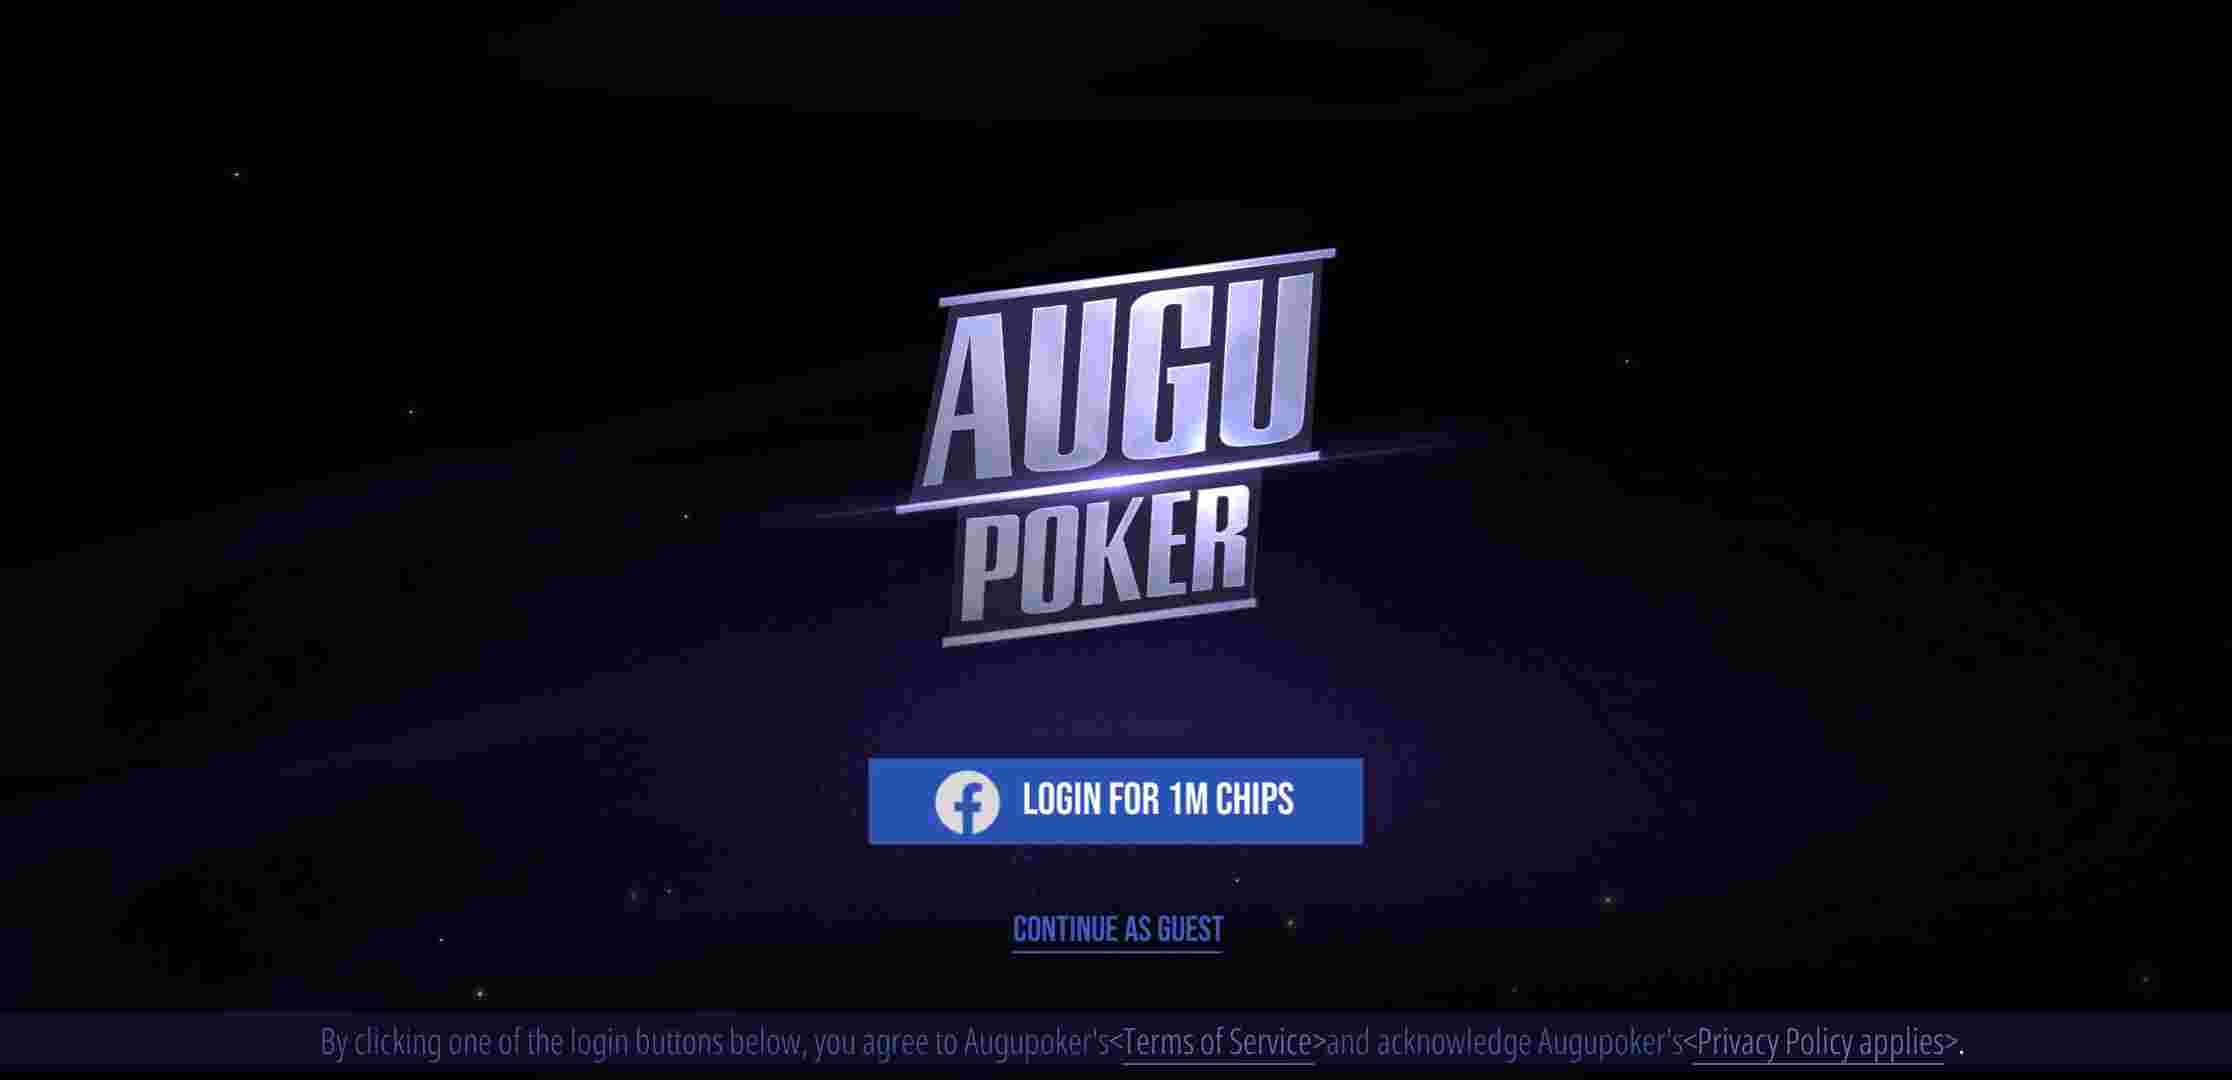 AUGU
POKER
LOGIN FOR 1M CHIPS
CONTINUE AS GUEST
By clicking one of the login buttons below, you agree to Augupoker's<Terms of Service>and acknowledge Augupoker's<Privacy Policy applies>.